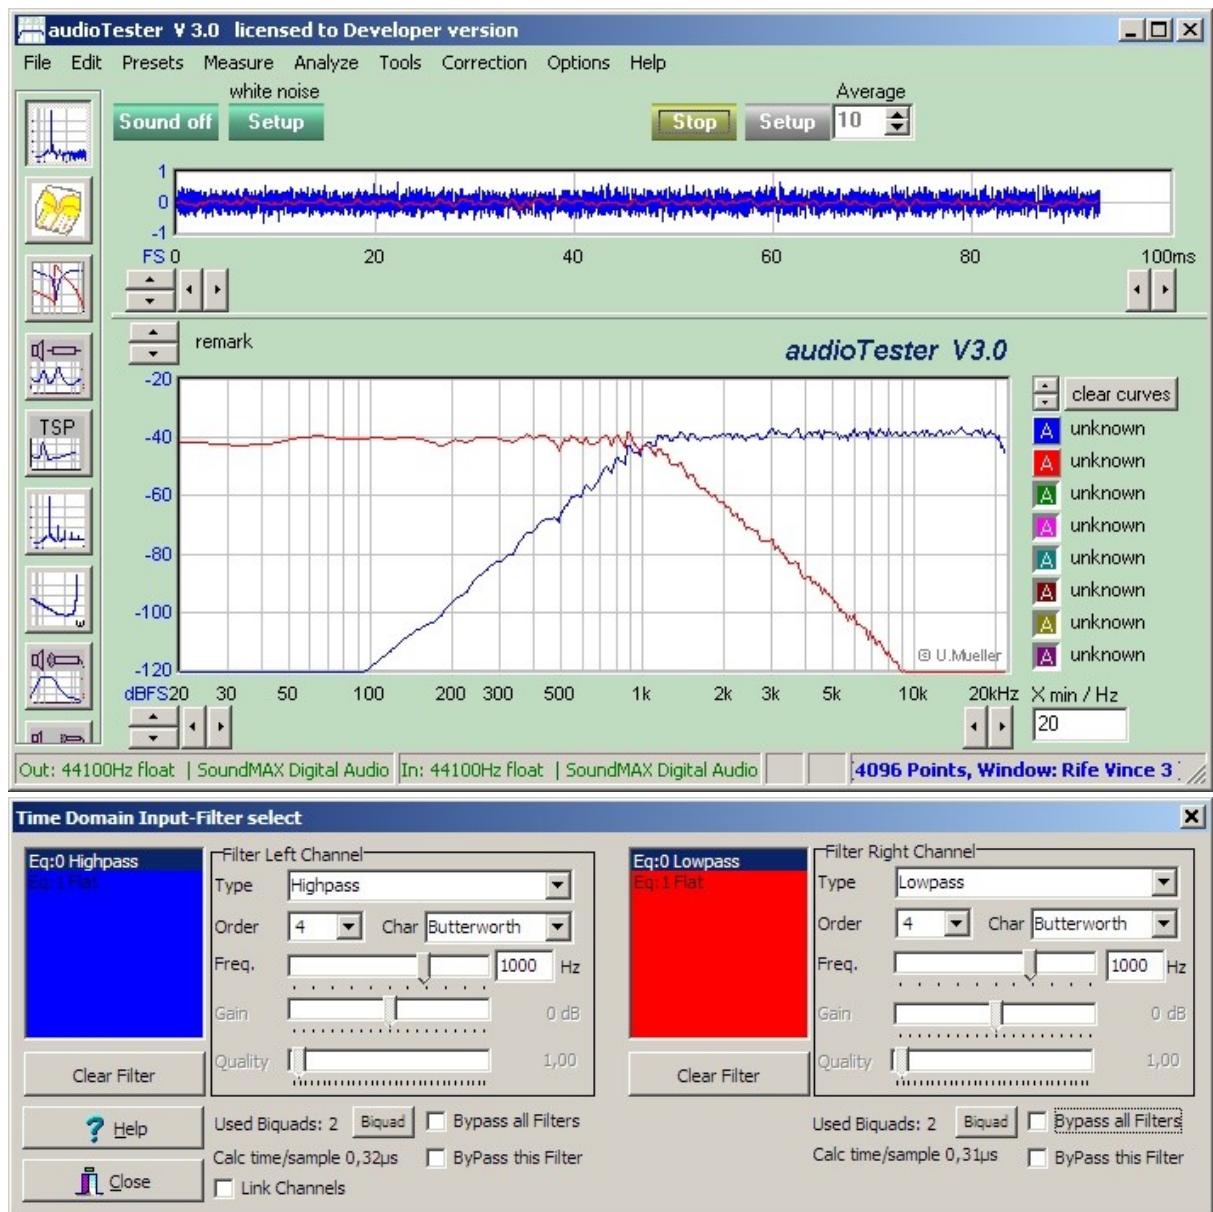 audioTester V 3.0 licensed to Developer version
File Edit Presets Measure Analyze Tools Correction Options Help
white noise
Average
Sound off Setup Stop Setup 10
1
0
-1
FS 0 20 40 60 80 100ms
remark
audioTester V3.0
-20
-40
-60
-80
-100
-120
TSP
ω
clear curves
A unknown
A unknown
A unknown
A unknown
A unknown
A unknown
A unknown
A unknown
© U.Mueller
dBFS 20 30 50 100 200 300 500 1k 2k 3k 5k 10k 20kHz
X min / Hz
20
Out: 44100Hz float | SoundMAX Digital Audio In: 44100Hz float | SoundMAX Digital Audio 4096 Points, Window: Rife Vince 3
Time Domain Input-Filter select
Eq:0 Highpass
Eq:1 Flat
Filter Left Channel
Type Highpass
Order 4 Char Butterworth
Freq. 1000 Hz
Gain 0 dB
Quality 1,00
Clear Filter
Help
Close
Used Biquads: 2 Biquad Bypass all Filters
Calc time/sample 0,32µs ByPass this Filter
Link Channels
Eq:0 Lowpass
Eq:1 Flat
Filter Right Channel
Type Lowpass
Order 4 Char Butterworth
Freq. 1000 Hz
Gain 0 dB
Quality 1,00
Clear Filter
Used Biquads: 2 Biquad Bypass all Filters
Calc time/sample 0,31µs ByPass this Filter